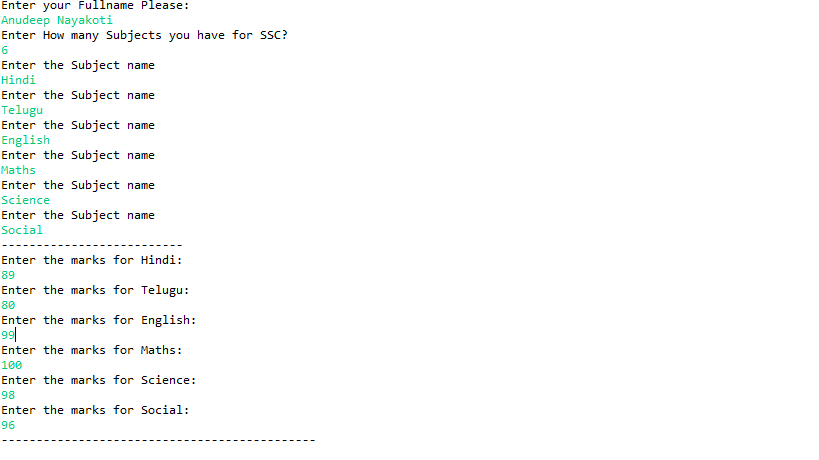 Enter your Fullname Please:
Anudeep Nayakoti
Enter How many Subjects you have for SSC?
6
Enter the Subject name
Hindi
Enter the Subject name
Telugu
Enter the Subject name
English
Enter the Subject name
Maths
Enter the Subject name
Science
Enter the Subject name
Social
--------------------------
Enter the marks for Hindi:
89
Enter the marks for Telugu:
80
Enter the marks for English:
99
Enter the marks for Maths:
100
Enter the marks for Science:
98
Enter the marks for Social:
96
---------------------------------------------